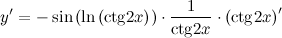 y′ = − sin(ln(ctg2x)) · 1/ctg2x · (ctg2x)′